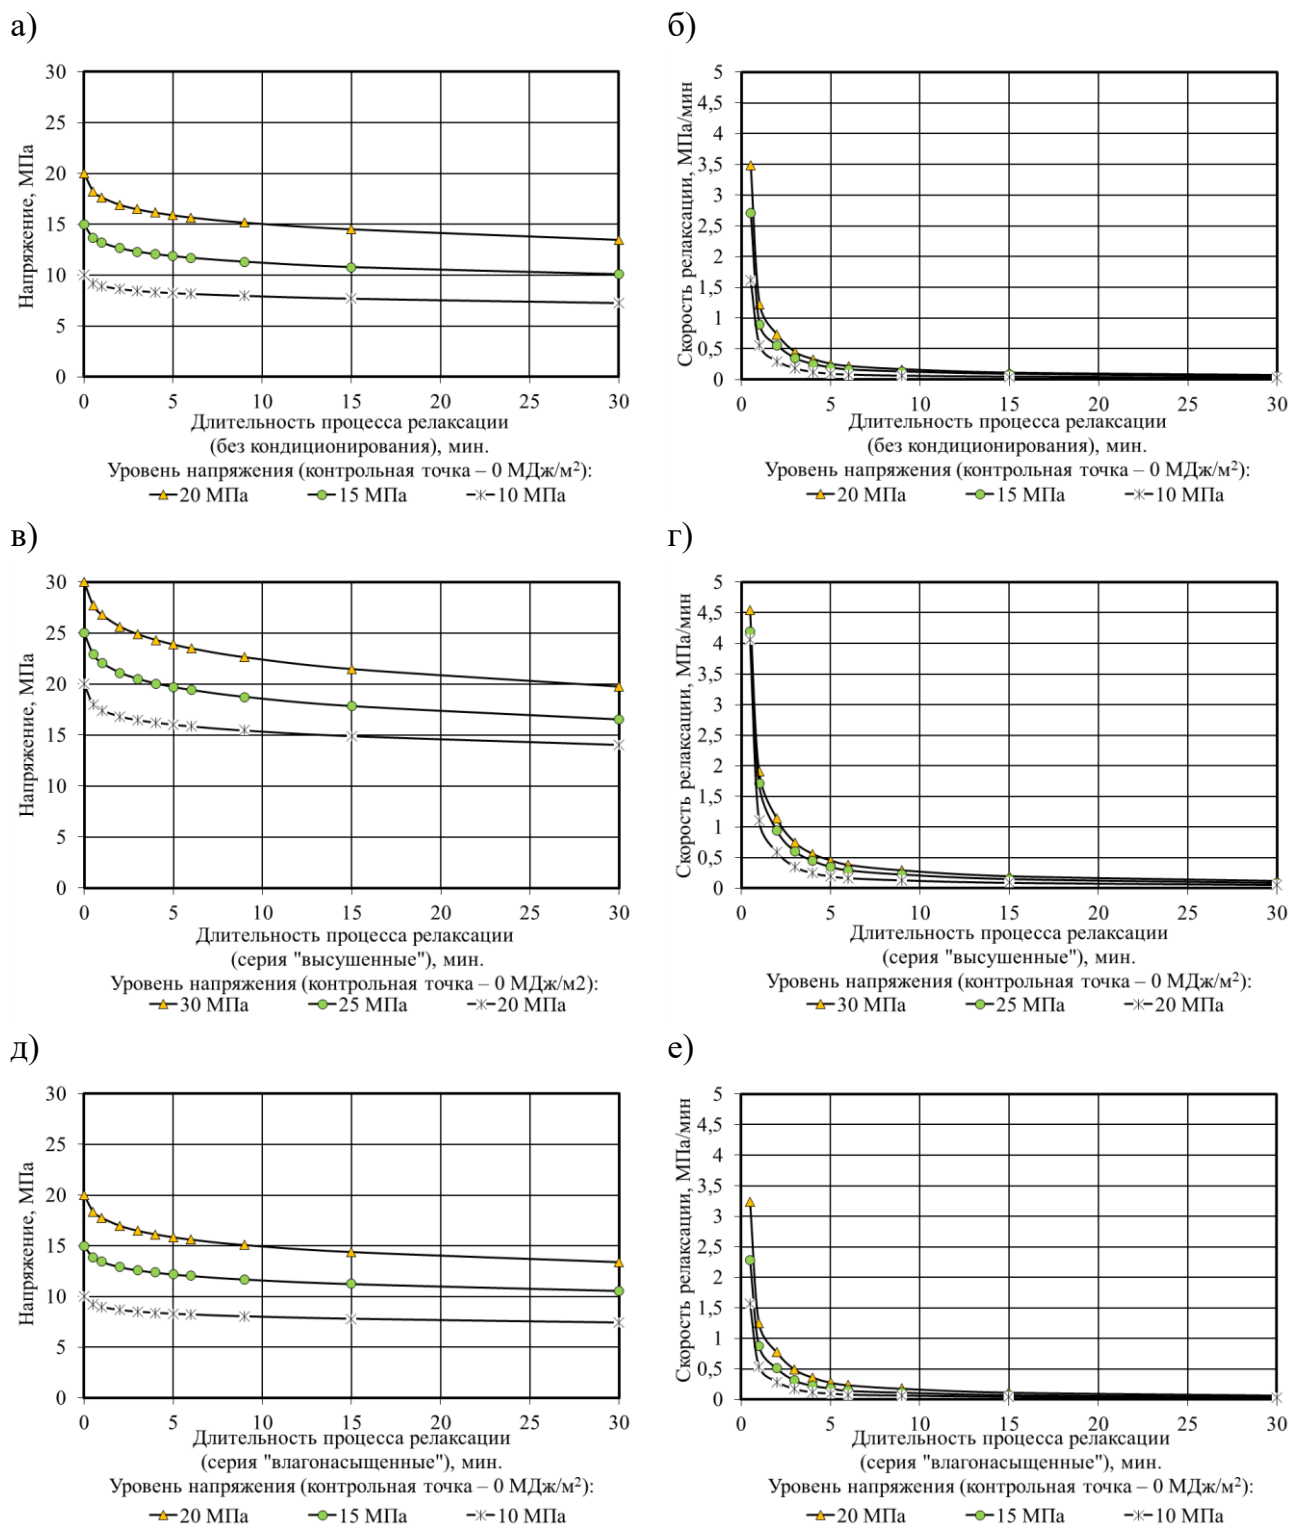 а)
30
25
20
15
10
5
0
Напряжение, МПа
0 5 10 15 20 25 30
Длительность процесса релаксации
(без кондиционирования), мин.
Уровень напряжения (контрольная точка – 0 МДж/м²):
20 МПа 15 МПа 10 МПа
б)
5
4,5
4
3,5
3
2,5
2
1,5
1
0,5
0
Скорость релаксации, МПа/мин
0 5 10 15 20 25 30
Длительность процесса релаксации
(без кондиционирования), мин.
Уровень напряжения (контрольная точка – 0 МДж/м²):
20 МПа 15 МПа 10 МПа
в)
30
25
20
15
10
5
0
Напряжение, МПа
0 5 10 15 20 25 30
Длительность процесса релаксации
(серия "высушенные"), мин.
Уровень напряжения (контрольная точка – 0 МДж/м2):
30 МПа 25 МПа 20 МПа
г)
5
4,5
4
3,5
3
2,5
2
1,5
1
0,5
0
Скорость релаксации, МПа/мин
0 5 10 15 20 25 30
Длительность процесса релаксации
(серия "высушенные"), мин.
Уровень напряжения (контрольная точка – 0 МДж/м²):
30 МПа 25 МПа 20 МПа
д)
30
25
20
15
10
5
0
Напряжение, МПа
0 5 10 15 20 25 30
Длительность процесса релаксации
(серия "влагонасыщенные"), мин.
Уровень напряжения (контрольная точка – 0 МДж/м²):
20 МПа 15 МПа 10 МПа
е)
5
4,5
4
3,5
3
2,5
2
1,5
1
0,5
0
Скорость релаксации, МПа/мин
0 5 10 15 20 25 30
Длительность процесса релаксации
(серия "влагонасыщенные"), мин.
Уровень напряжения (контрольная точка – 0 МДж/м²):
20 МПа 15 МПа 10 МПа